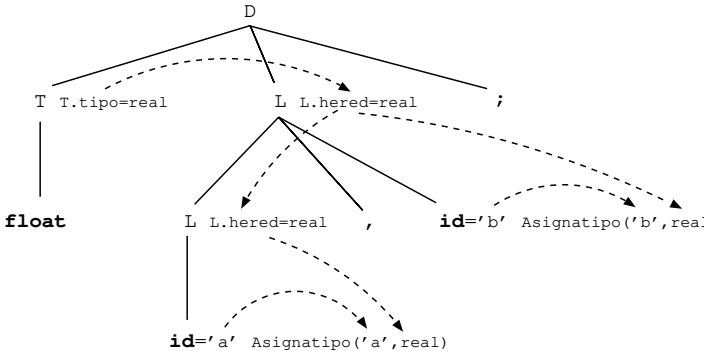 D
T T.tipo=real L L.hered=real ;
float L L.hered=real , id='b' Asignatipo('b',real
id='a' Asignatipo('a',real)